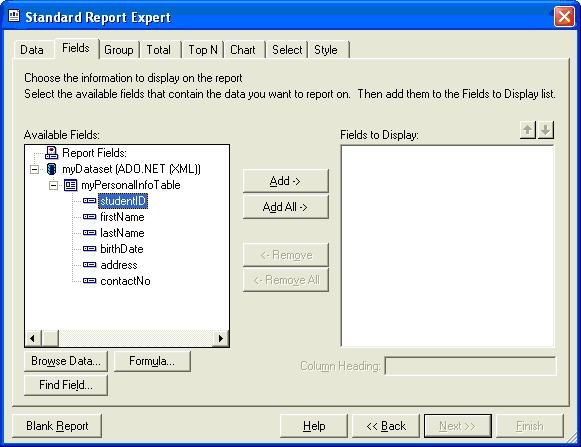 Standard Report Expert
Data Fields Group Total Top N Chart Select Style
Choose the information to display on the report
Select the available fields that contain the data you want to report on. Then add them to the Fields to Display list.
Available Fields:
Fields to Display:
Report Fields:
myDataset (ADO.NET (XML))
myPersonalInfoTable
studentID
firstName
lastName
birthDate
address
contactNo
Add ->
Add All ->
<- Remove
<- Remove All
Browse Data... Formula...
Find Field...
Column Heading:
Blank Report Help << Back Next >> Finish